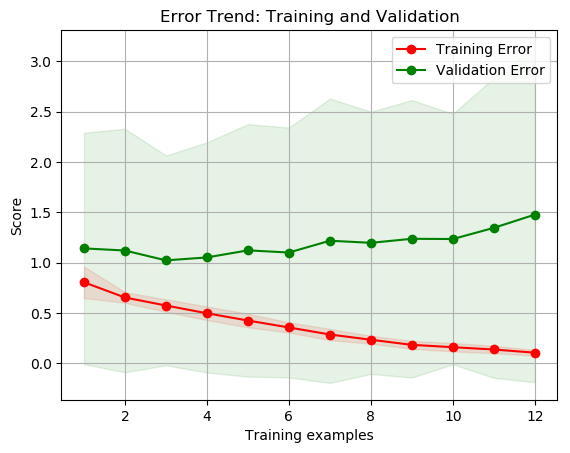 Error Trend: Training and Validation
Training Error
Validation Error
3.0
2.5
2.0
1.5
1.0
0.5
0.0
Score
2 4 6 8 10 12
Training examples